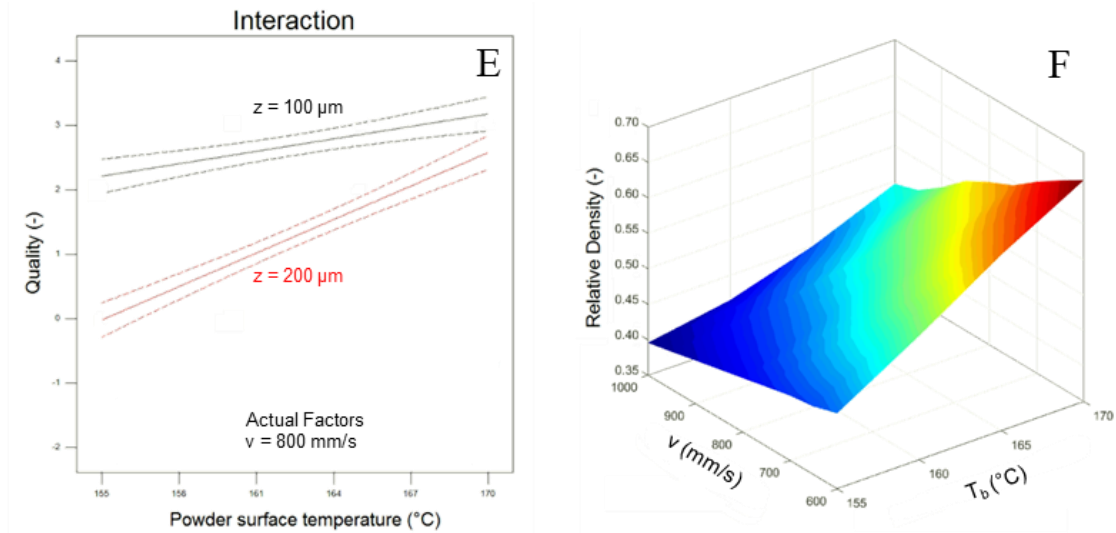 Interaction
E
4
3
2
1
0
-1
-2
Quality (-)
z = 100 µm
z = 200 µm
Actual Factors
v = 800 mm/s
155
156
161
164
167
170
Powder surface temperature (°C)
F
0.70
0.65
0.60
0.55
0.50
0.45
0.40
0.35
Relative Density (-)
1000
900
800
700
600
v (mm/s)
155
160
165
170
Tb (°C)